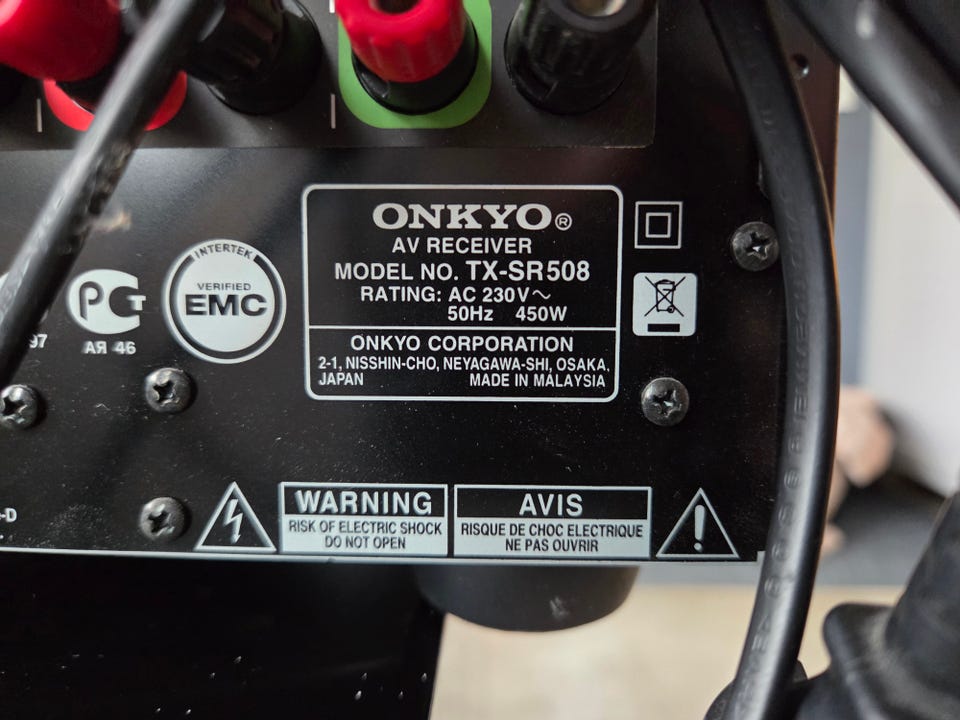 INTERTEK
VERIFIED
EMC
РСТ
АЯ 46
97
ONKYO®
AV RECEIVER
MODEL NO. TX-SR508
RATING: AC 230V~
50Hz 450W
ONKYO CORPORATION
2-1, NISSHIN-CHO, NEYAGAWA-SHI, OSAKA,
JAPAN MADE IN MALAYSIA
-D
WARNING
RISK OF ELECTRIC SHOCK
DO NOT OPEN
AVIS
RISQUE DE CHOC ELECTRIQUE
NE PAS OUVRIR